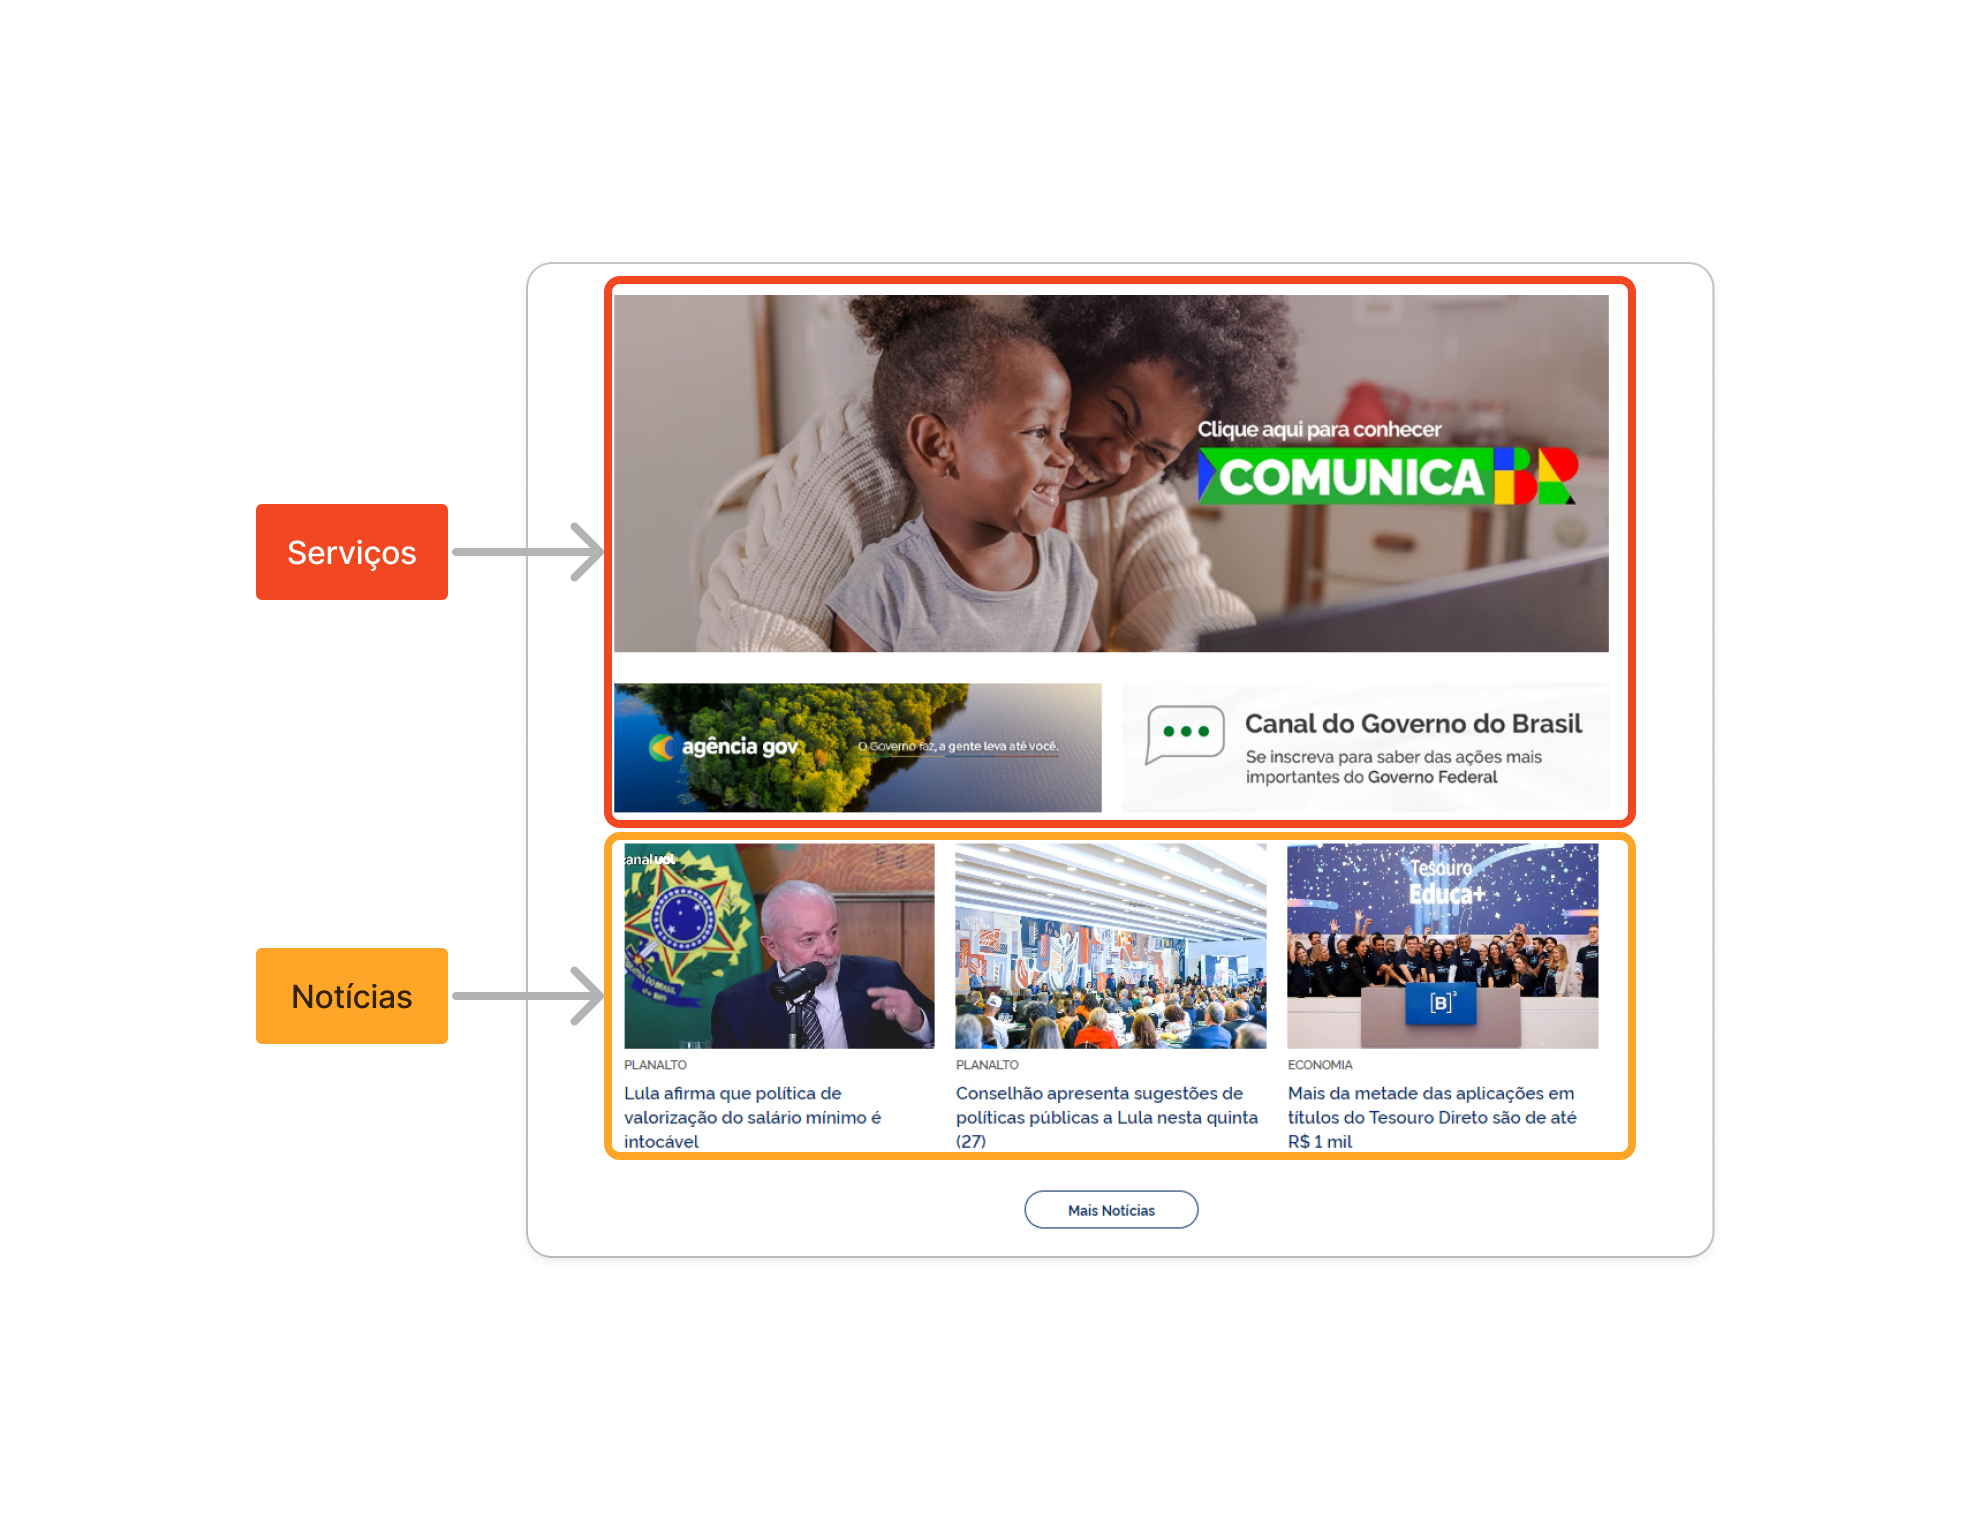 Serviços
Clique aqui para conhecer
COMUNICA BR
agência gov
O Governo faz, a gente leva até você.
Canal do Governo do Brasil
Se inscreva para saber das ações mais
importantes do Governo Federal
Notícias
canal uol
Tesouro
Educa+
[B]³
PLANALTO
Lula afirma que política de
valorização do salário mínimo é
intocável
PLANALTO
Conselhão apresenta sugestões de
políticas públicas a Lula nesta quinta
(27)
ECONOMIA
Mais da metade das aplicações em
títulos do Tesouro Direto são de até
R$ 1 mil
Mais Notícias